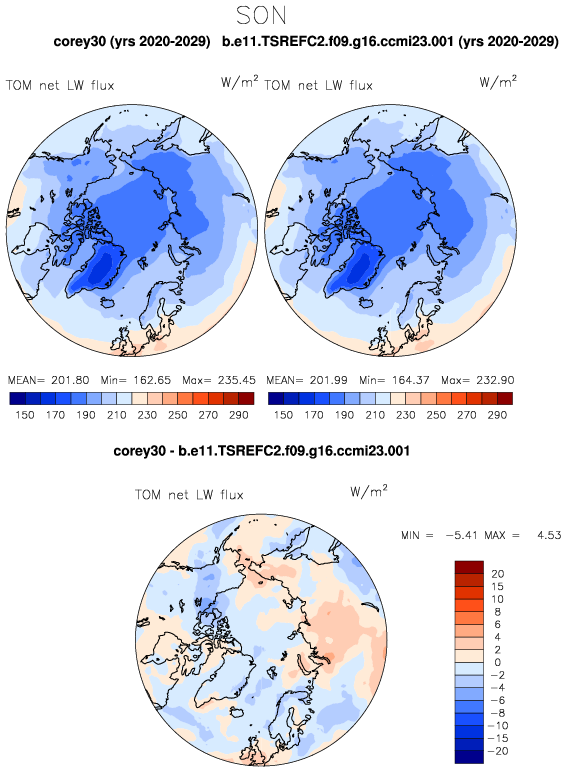 SON
corey30 (yrs 2020-2029) b.e11.TSREFC2.f09.g16.ccmi23.001 (yrs 2020-2029)
TOM net LW flux W/m² TOM net LW flux W/m²
MEAN= 201.80 Min= 162.65 Max= 235.45 MEAN= 201.99 Min= 164.37 Max= 232.90
150 170 190 210 230 250 270 290 150 170 190 210 230 250 270 290
corey30 - b.e11.TSREFC2.f09.g16.ccmi23.001
TOM net LW flux W/m²
MIN = -5.41 MAX = 4.53
20
15
10
8
6
4
2
0
-2
-4
-6
-8
-10
-15
-20